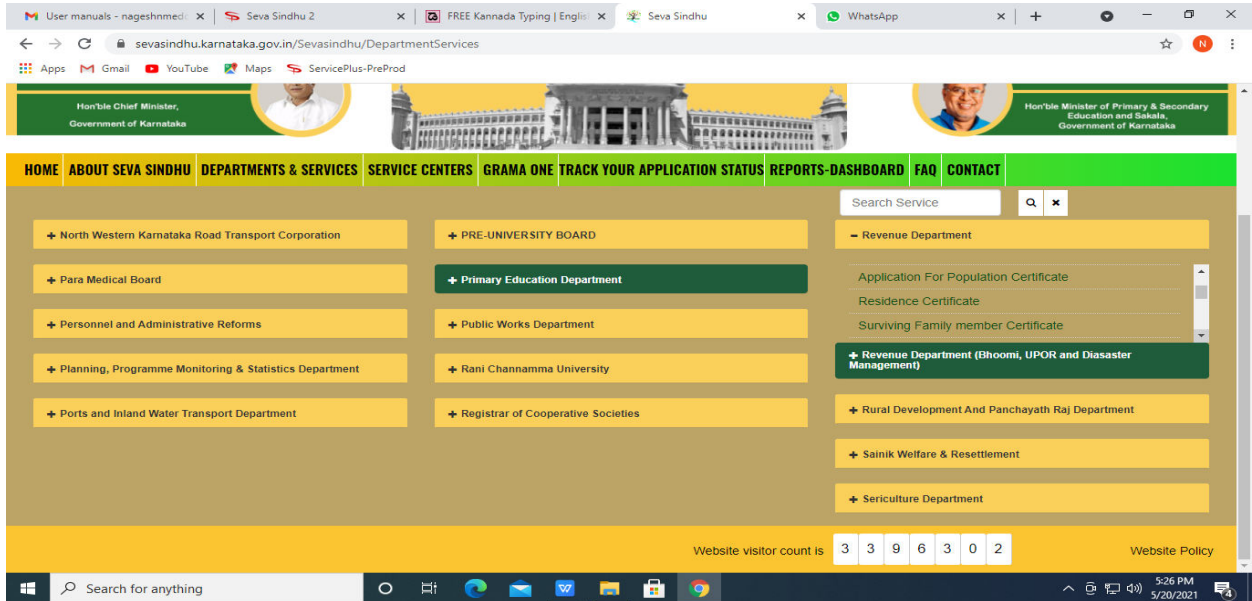 User manuals - nageshnmedc
Seva Sindhu 2
FREE Kannada Typing | Englis
Seva Sindhu
WhatsApp
sevasindhu.karnataka.gov.in/Sevasindhu/DepartmentServices
N
Apps Gmail YouTube Maps ServicePlus-PreProd
Hon'ble Chief Minister,
Government of Karnataka
Hon'ble Minister of Primary & Secondary
Education and Sakala,
Government of Karnataka
HOME ABOUT SEVA SINDHU DEPARTMENTS & SERVICES SERVICE CENTERS GRAMA ONE TRACK YOUR APPLICATION STATUS REPORTS-DASHBOARD FAQ CONTACT
Search Service
+ North Western Karnataka Road Transport Corporation
+ Para Medical Board
+ Personnel and Administrative Reforms
+ Planning, Programme Monitoring & Statistics Department
+ Ports and Inland Water Transport Department
+ PRE-UNIVERSITY BOARD
+ Primary Education Department
+ Public Works Department
+ Rani Channamma University
+ Registrar of Cooperative Societies
− Revenue Department
Application For Population Certificate
Residence Certificate
Surviving Family member Certificate
+ Revenue Department (Bhoomi, UPOR and Diasaster
Management)
+ Rural Development And Panchayath Raj Department
+ Sainik Welfare & Resettlement
+ Sericulture Department
Website visitor count is 3 3 9 6 3 0 2
Website Policy
Search for anything
5:26 PM
5/20/2021
4